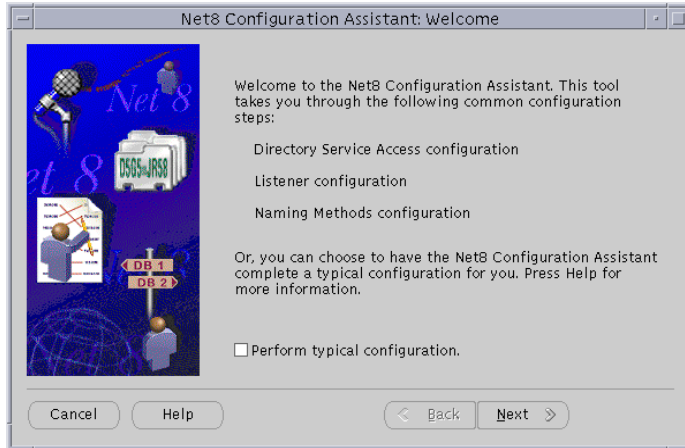 Net8 Configuration Assistant: Welcome
Net 8
D5G5nJRS8
et 8
DB 1
DB 2
Welcome to the Net8 Configuration Assistant. This tool
takes you through the following common configuration
steps:
Directory Service Access configuration
Listener configuration
Naming Methods configuration
Or, you can choose to have the Net8 Configuration Assistant
complete a typical configuration for you. Press Help for
more information.
Perform typical configuration.
Cancel
Help
Back
Next